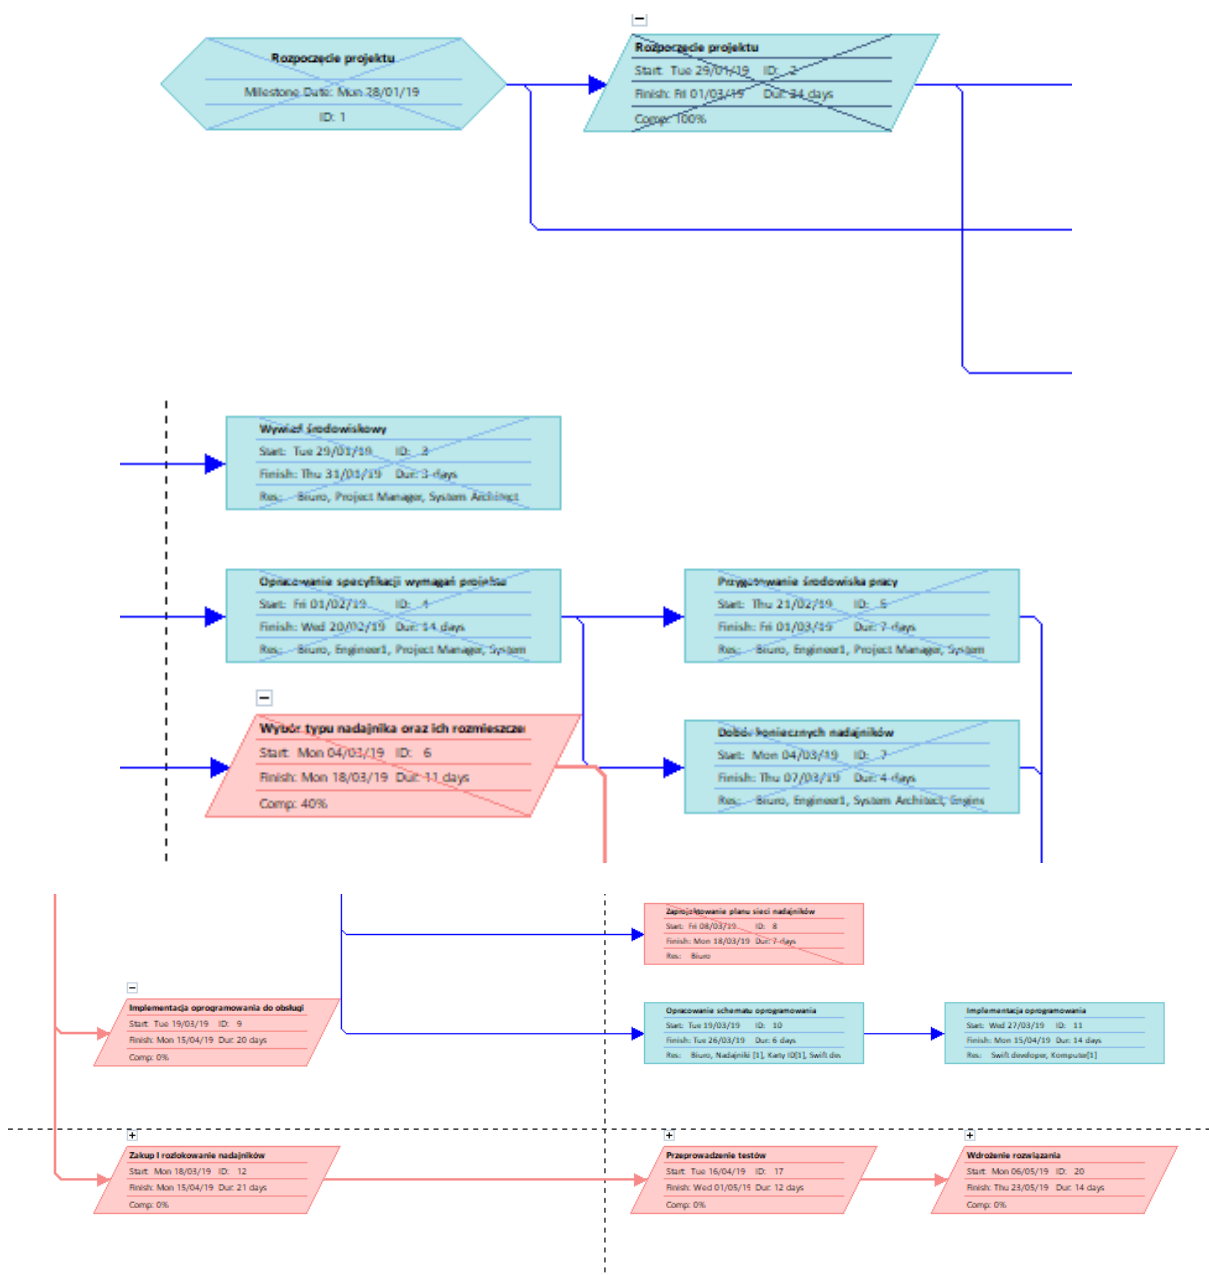 Rozpoczęcie projektu
Milestone Date: Mon 28/01/19
ID: 1
Rozpoczęcie projektu
Start: Tue 29/01/19 ID: 2
Finish: Fri 01/03/19 Dur: 24 days
Comp: 100%
Wywiad środowiskowy
Start: Tue 29/01/19 ID: 3
Finish: Thu 31/01/19 Dur: 3 days
Res: Biuro, Project Manager, System Architect
Opracowanie specyfikacji wymagań projektu
Start: Fri 01/02/19 ID: 4
Finish: Wed 20/02/19 Dur: 14 days
Res: Biuro, Engineer1, Project Manager, System
Przygotowanie środowiska pracy
Start: Thu 21/02/19 ID: 5
Finish: Fri 01/03/19 Dur: 7 days
Res: Biuro, Engineer1, Project Manager, System
Wybór typu nadajnika oraz ich rozmieszcze
Start: Mon 04/03/19 ID: 6
Finish: Mon 18/03/19 Dur: 11 days
Comp: 40%
Dobór koniecznych nadajników
Start: Mon 04/03/19 ID: 7
Finish: Thu 07/03/19 Dur: 4 days
Res: Biuro, Engineer1, System Architect, Engine
Zaprojektowanie planu sieci nadajników
Start: Fri 08/03/19 ID: 8
Finish: Mon 18/03/19 Dur: 7 days
Res: Biuro
Implementacja oprogramowania do obsługi
Start: Tue 19/03/19 ID: 9
Finish: Mon 15/04/19 Dur: 20 days
Comp: 0%
Opracowanie schematu oprogramowania
Start: Tue 19/03/19 ID: 10
Finish: Tue 26/03/19 Dur: 6 days
Res: Biuro, Nadajniki [1], Karty ID[1], Swift de
Implementacja oprogramowania
Start: Wed 27/03/19 ID: 11
Finish: Mon 15/04/19 Dur: 14 days
Res: Swift developer, Komputer[1]
Zakup I rozlokowanie nadajników
Start: Mon 18/03/19 ID: 12
Finish: Mon 15/04/19 Dur: 21 days
Comp: 0%
Przeprowadzenie testów
Start: Tue 16/04/19 ID: 17
Finish: Wed 01/05/19 Dur: 12 days
Comp: 0%
Wdrożenie rozwiązania
Start: Mon 06/05/19 ID: 20
Finish: Thu 23/05/19 Dur: 14 days
Comp: 0%